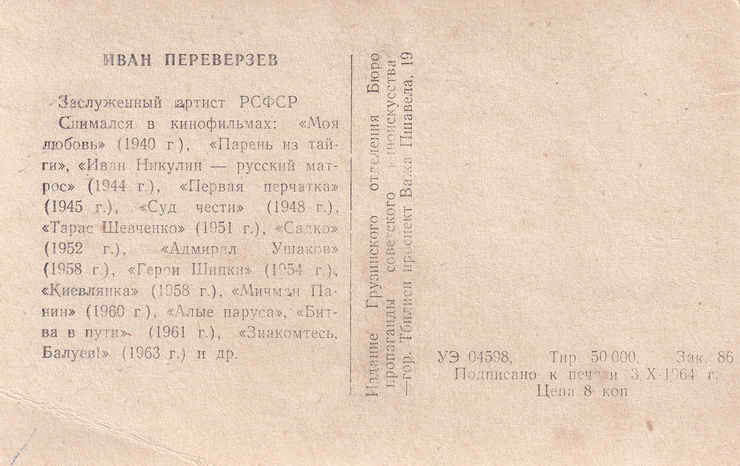 ИВАН ПЕРЕВЕРЗЕВ
Заслуженный артист РСФСР
Снимался в кинофильмах: «Моя
любовь» (1940 г.), «Парень из тай-
ги», «Иван Никулин — русский мат-
рос» (1944 г.), «Первая перчатка»
(1945 г.), «Суд чести» (1948 г.),
«Тарас Шевченко» (1951 г.), «Садко»
(1952 г.), «Адмирал Ушаков»
(1958 г.), «Герои Шипки» (1954 г.),
«Киевлянка» (1958 г.), «Мичман Па-
нин» (1960 г.), «Алые паруса», «Бит-
ва в пути» (1961 г.), «Знакомтесь,
Балуев!» (1963 г.) и др.
Издание Грузинского отделения Бюро
пропаганды советского киноискусства
—гор. Тбилиси проспект Важа Пшавела, 19
УЭ 04598, Тир 50 000, Зак. 86
Подписано к печати 3/X-1964 г.
Цена 8 коп